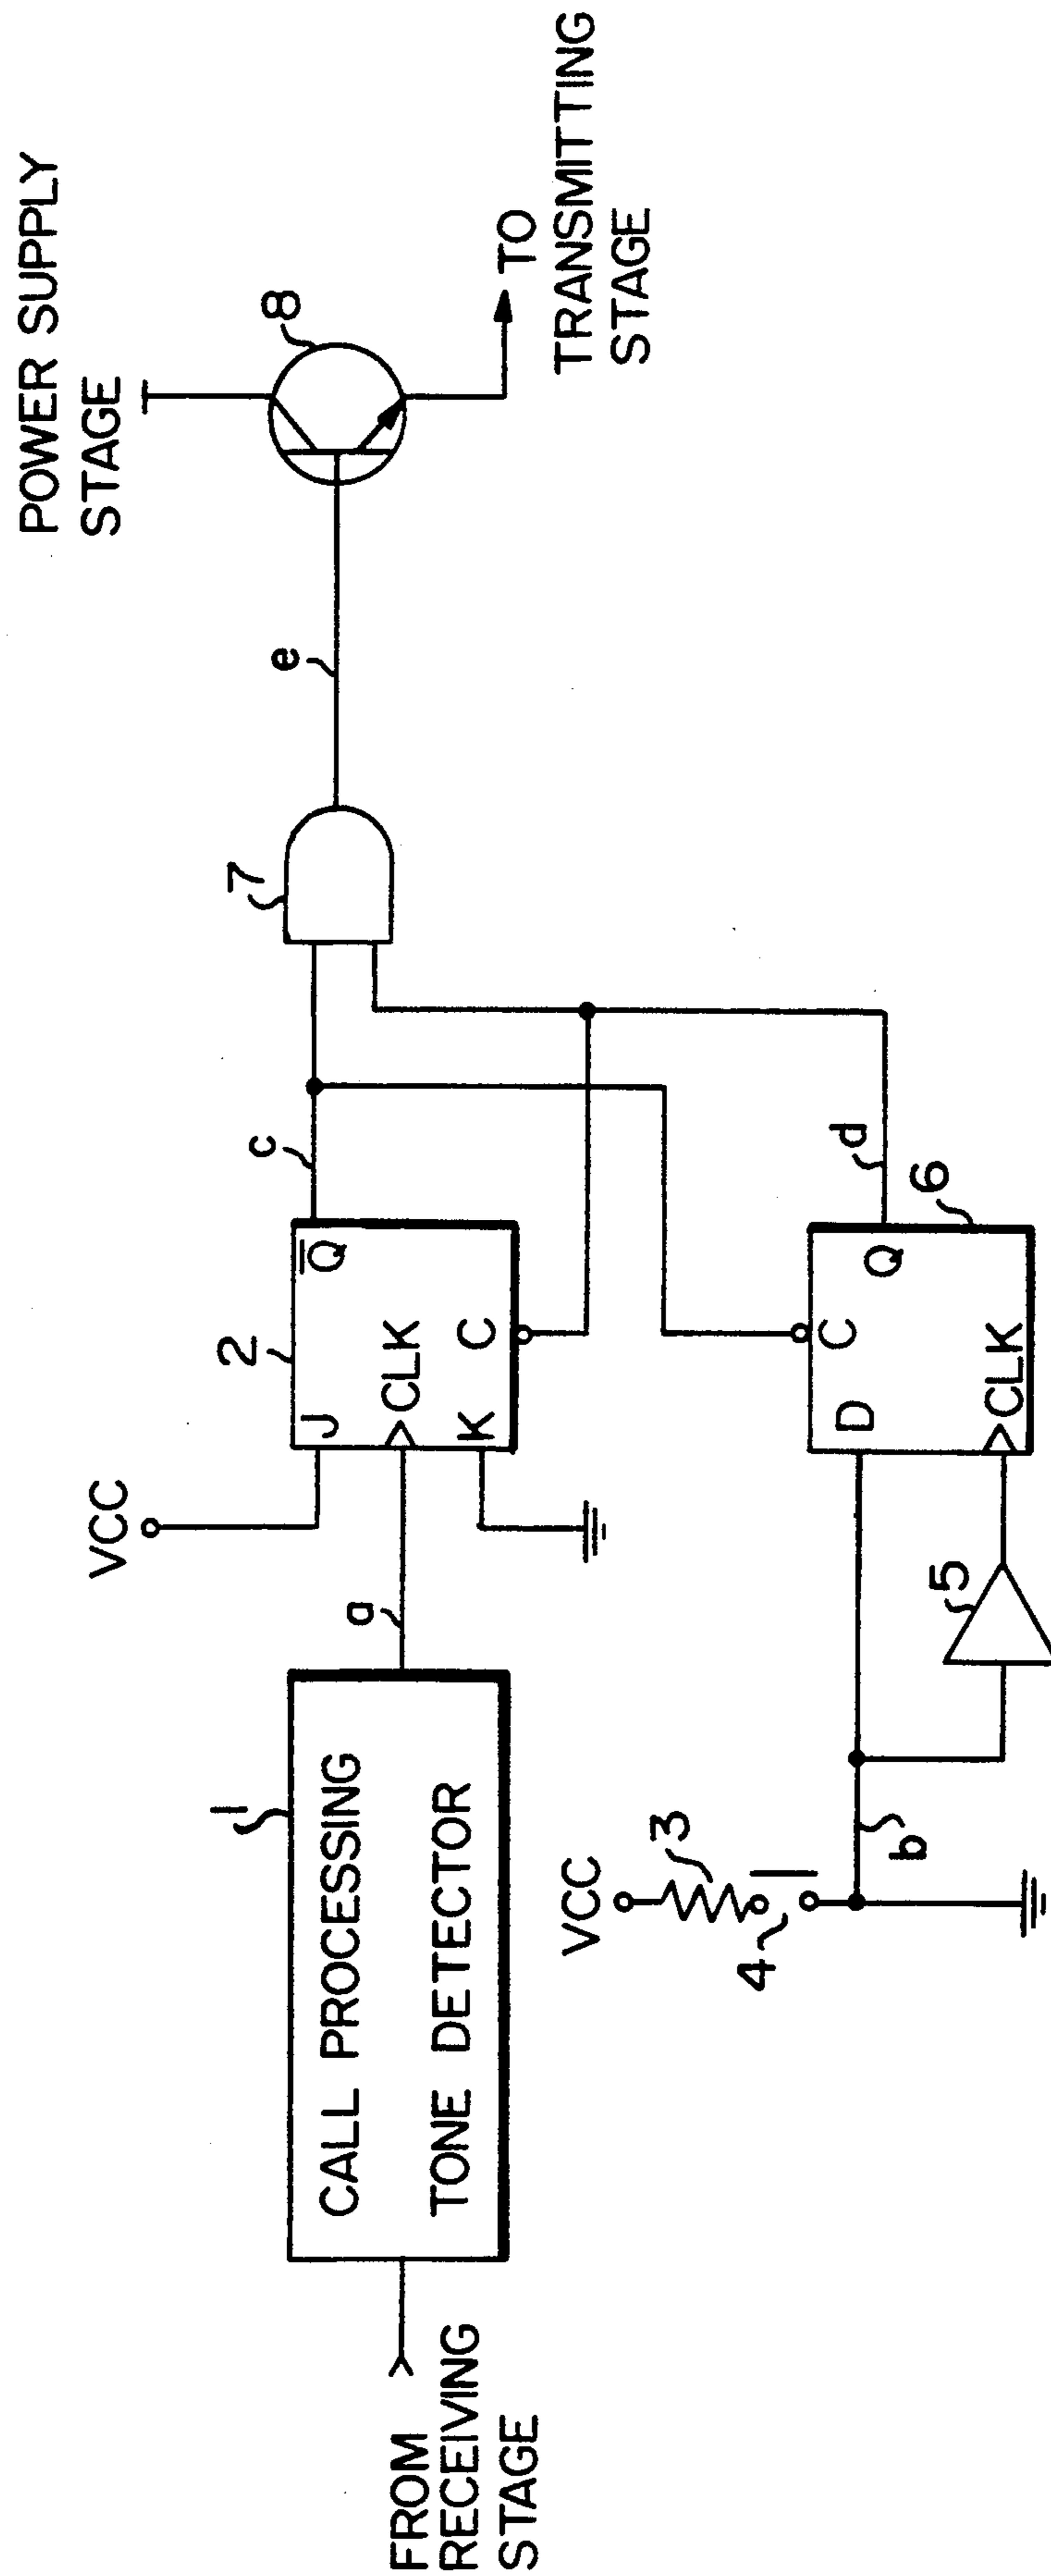 FROM
RECEIVING
STAGE
1
CALL PROCESSING
TONE DETECTOR
a
VCC
2
J
CLK
K
C
Q̅
c
VCC
3
4
b
5
D
C
CLK
Q
6
d
7
e
8
POWER SUPPLY
STAGE
TO
TRANSMITTING
STAGE